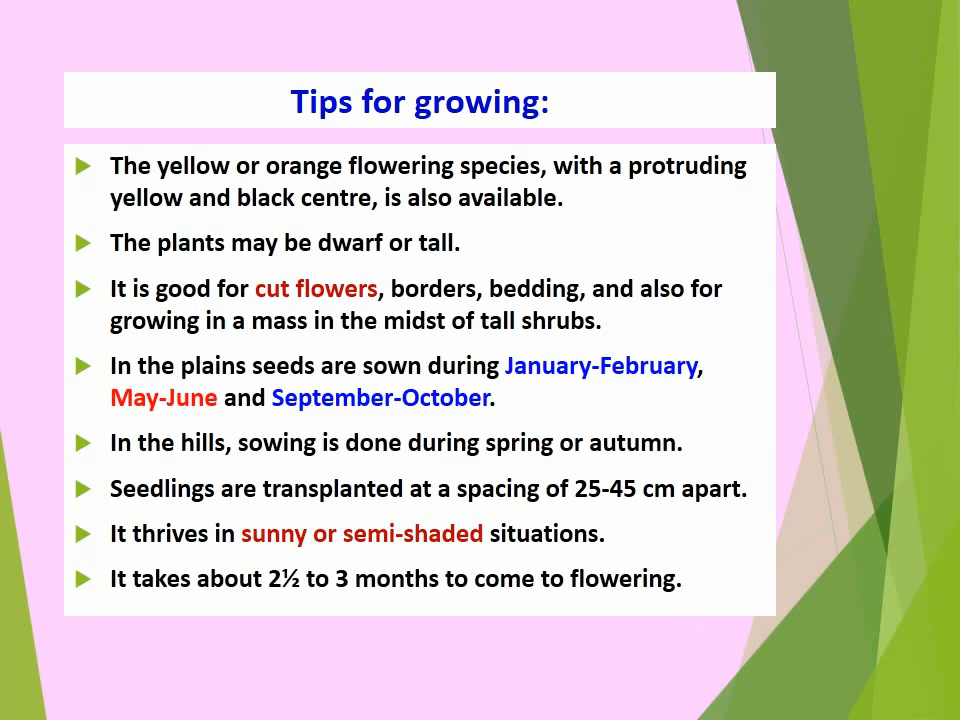 Tips for growing:
The yellow or orange flowering species, with a protruding
yellow and black centre, is also available.
The plants may be dwarf or tall.
It is good for cut flowers, borders, bedding, and also for
growing in a mass in the midst of tall shrubs.
In the plains seeds are sown during January-February,
May-June and September-October.
In the hills, sowing is done during spring or autumn.
Seedlings are transplanted at a spacing of 25-45 cm apart.
It thrives in sunny or semi-shaded situations.
It takes about 2½ to 3 months to come to flowering.